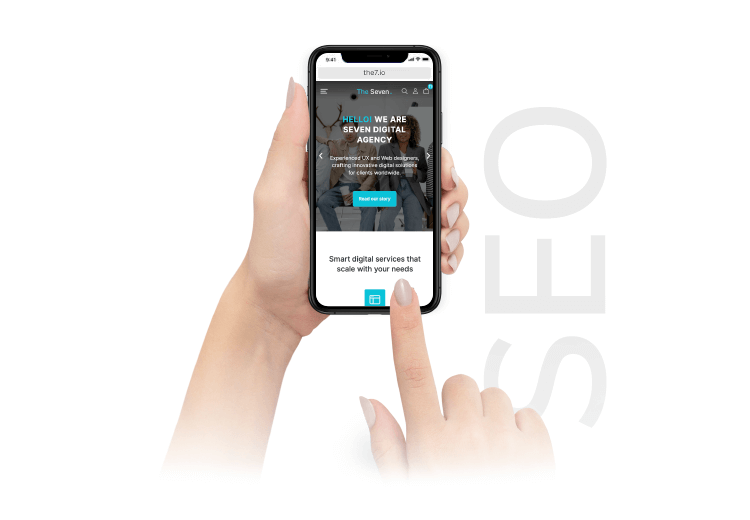 9:41
the7.io
The Seven.
HELLO! WE ARE
SEVEN DIGITAL
AGENCY
Experienced UX and Web designers,
crafting innovative digital solutions
for clients worldwide.
Read our story
Smart digital services that
scale with your needs
SEO